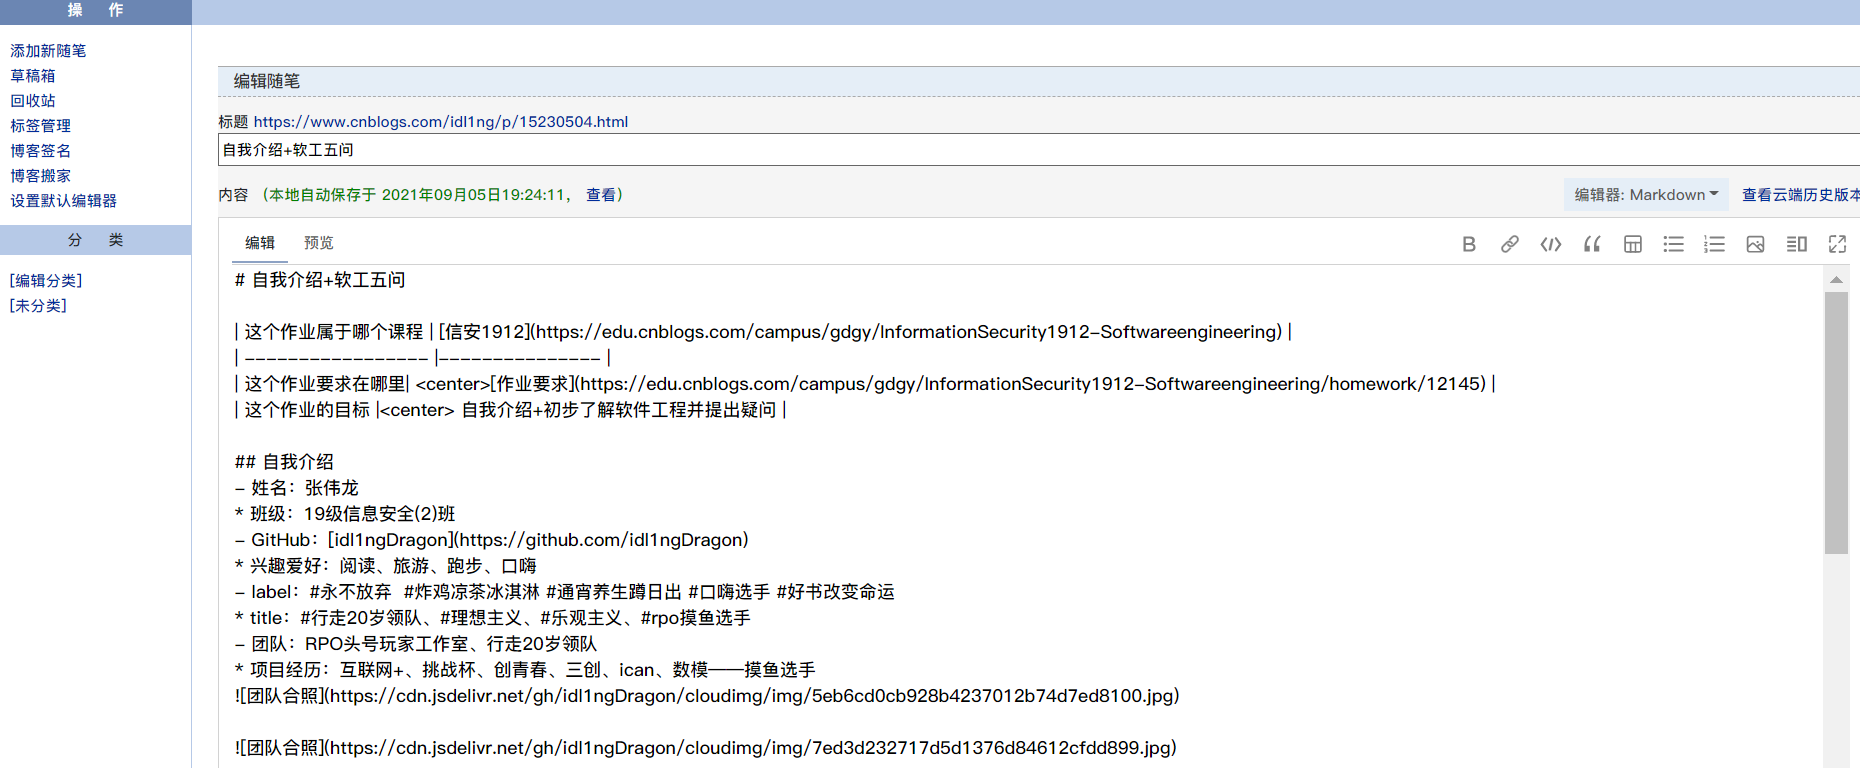 操 作
添加新随笔
草稿箱
回收站
标签管理
博客签名
博客搬家
设置默认编辑器
分 类
[编辑分类]
[未分类]
编辑随笔
标题 https://www.cnblogs.com/idl1ng/p/15230504.html
自我介绍+软工五问
内容 （本地自动保存于 2021年09月05日19:24:11， 查看）
编辑器: Markdown
查看云端历史版本
编辑 预览
# 自我介绍+软工五问
| 这个作业属于哪个课程 | [信安1912](https://edu.cnblogs.com/campus/gdgy/InformationSecurity1912-Softwareengineering) |
| ----------------- |--------------- |
| 这个作业要求在哪里| <center>[作业要求](https://edu.cnblogs.com/campus/gdgy/InformationSecurity1912-Softwareengineering/homework/12145) |
| 这个作业的目标 |<center> 自我介绍+初步了解软件工程并提出疑问 |
## 自我介绍
- 姓名：张伟龙
* 班级：19级信息安全(2)班
- GitHub：[idl1ngDragon](https://github.com/idl1ngDragon)
* 兴趣爱好：阅读、旅游、跑步、口嗨
- label：#永不放弃 #炸鸡凉茶冰淇淋 #通宵养生蹲日出 #口嗨选手 #好书改变命运
* title：#行走20岁领队、#理想主义、#乐观主义、#rpo摸鱼选手
- 团队：RPO头号玩家工作室、行走20岁领队
* 项目经历：互联网+、挑战杯、创青春、三创、ican、数模——摸鱼选手
![团队合照](https://cdn.jsdelivr.net/gh/idl1ngDragon/cloudimg/img/5eb6cd0cb928b4237012b74d7ed8100.jpg)
![团队合照](https://cdn.jsdelivr.net/gh/idl1ngDragon/cloudimg/img/7ed3d232717d5d1376d84612cfdd899.jpg)